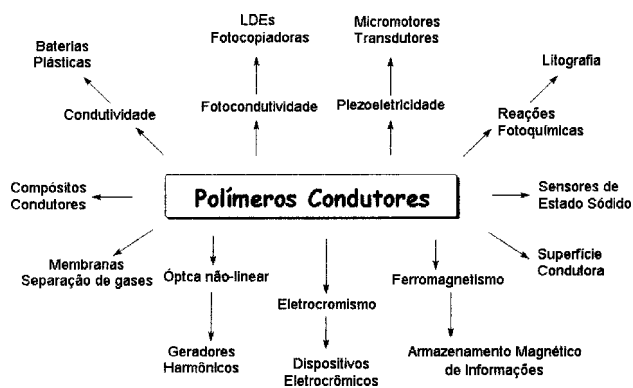 LDEs
Fotocopiadoras
Micromotores
Transdutores
Baterias
Plásticas
Litografia
Condutividade
Fotocondutividade
Piezoeletricidade
Reações
Fotoquímicas
Compósitos
Condutores
Polímeros Condutores
Sensores de
Estado Sódido
Membranas
Separação de gases
Óptca não-linear
Eletrocromismo
Ferromagnetismo
Superfície
Condutora
Geradores
Harmônicos
Dispositivos
Eletrocrômicos
Armazenamento Magnético
de Informações